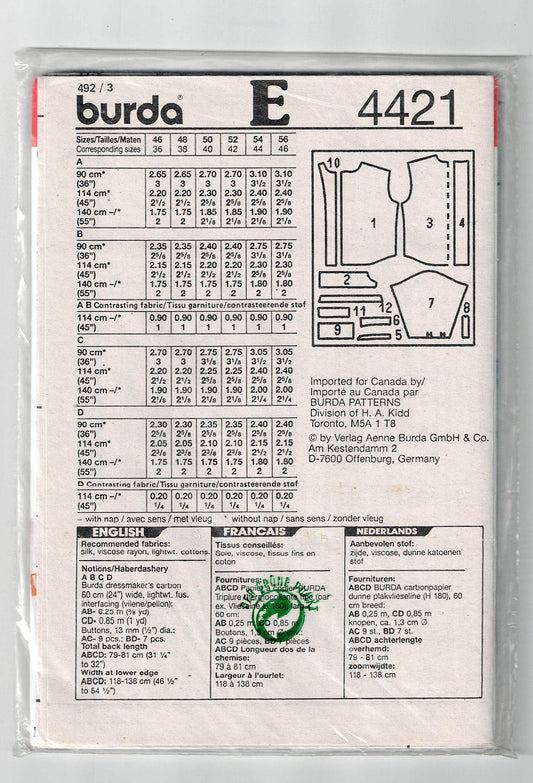 492 / 3
burda® E 4421
Sizes/Tailles/Maten 46 48 50 52 54 56
Corresponding sizes 36 38 40 42 44 46
A
90 cm* 2.65 2.65 2.70 2.70 3.10 3.10
(36") 3 3 3 3 3½ 3½
114 cm* 2.20 2.20 2.30 2.30 2.40 2.40
(45") 2½ 2½ 2⅝ 2⅝ 2⅝ 2⅝
140 cm –/* 1.75 1.75 1.85 1.85 1.90 1.90
(55") 2 2 2⅛ 2⅛ 2⅛ 2⅛
B
90 cm* 2.35 2.35 2.40 2.40 2.75 2.75
(36") 2⅝ 2⅝ 2⅝ 2⅝ 3⅛ 3⅛
114 cm* 2.15 2.15 2.20 2.20 2.30 2.30
(45") 2½ 2½ 2½ 2½ 2⅝ 2⅝
140 cm –/* 1.75 1.75 1.75 1.75 1.80 1.80
(55") 2 2 2 2 2 2
A B Contrasting fabric/Tissu garniture/contrasteerende stof
114 cm –/* 0.90 0.90 0.90 0.90 0.90 0.90
(45") 1 1 1 1 1 1
C
90 cm* 2.70 2.70 2.75 2.75 3.05 3.05
(36") 3 3 3⅛ 3⅛ 3½ 3½
114 cm* 2.20 2.20 2.25 2.25 2.40 2.40
(45") 2½ 2½ 2⅝ 2⅝ 2⅝ 2⅝
140 cm –/* 1.90 1.90 1.90 1.90 2.00 2.00
(55") 2⅛ 2⅛ 2⅛ 2⅛ 2¼ 2¼
D
90 cm* 2.30 2.30 2.35 2.35 2.40 2.40
(36") 2⅝ 2⅝ 2⅝ 2⅝ 2⅝ 2⅝
114 cm* 2.05 2.05 2.10 2.10 2.15 2.15
(45") 2⅜ 2⅜ 2⅜ 2⅜ 2½ 2½
140 cm –/* 1.75 1.75 1.75 1.75 1.80 1.80
(55") 2 2 2 2 2 2
D Contrasting fabric/Tissu garniture/contrasteerende stof
114 cm –/* 0.20 0.20 0.20 0.20 0.20 0.20
(45") ¼ ¼ ¼ ¼ ¼ ¼
– with nap / avec sens / met vleug * without nap / sans sens / zonder vleug
10
1
3
4
2
7
12
11
6
8
9
5
Imported for Canada by/
Importé au Canada par
BURDA PATTERNS
Division of H. A. Kidd
Toronto, M5A 1 T8
© by Verlag Aenne Burda GmbH & Co.
Am Kestendamm 2
D-7600 Offenburg, Germany
ENGLISH
Recommended fabrics:
silk, viscose rayon, lightwt. cottons
Notions/Haberdashery
A B C D
Burda dressmaker's carbon
60 cm (24") wide, lightwt. fus.
interfacing (vilene/pellon):
AB- 0.25 m (⅜ yd)
CD- 0.85 m (1 yd)
Buttons, 13 mm (½") dia.:
AC- 9 pcs.; BD- 7 pcs.
Total back length
ABCD: 79-81 cm (31 ¼"
to 32")
Width at lower edge
ABCD: 118-138 cm (46 ½"
to 54 ½")
FRANCAIS
Tissus conseillés:
Soie, viscose, tissus fins en
coton
Fournitures:
ABCD BURDA
Triplure thermocollante fine (par
ex. 60 cm:
AB 0,25 m, CD 0,85 m
Boutons,
AC 9 pièces, BD 7 pièces
ABCD Longueur dos de la
chemise:
79 à 81 cm
Largeur à l'ourlet:
118 à 138 cm
NEDERLANDS
Aanbevolen stof:
zijde, viscose, dunne katoenen
stof
Fournituren:
ABCD BURDA carbonpapier
dunne plakvlieseline (H 180), 60
cm breed:
AB 0,25 m, CD 0,85 m
knopen, ca. 1,3 cm Ø
AC 9 st., BD 7 st.
ABCD achterlengte
overhemd:
79 - 81 cm
zoomwijdte:
118 - 138 cm
DER GRÜNE PUNKT